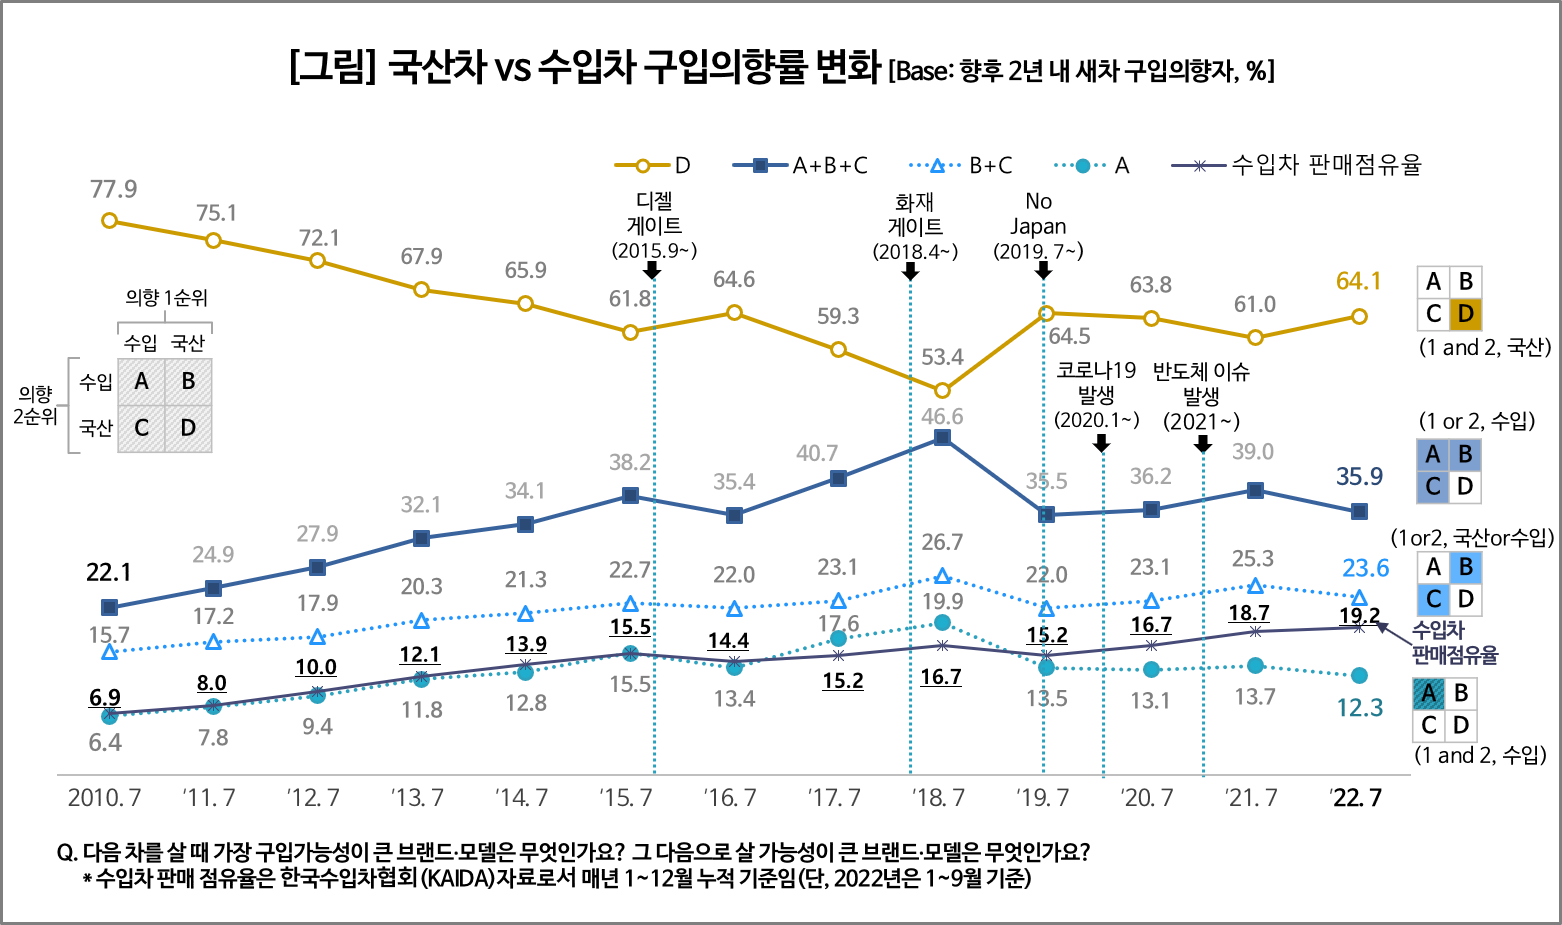 [그림] 국산차 vs 수입차 구입의향률 변화 [Base: 향후 2년 내 새차 구입의향자, %]
D
A+B+C
B+C
A
수입차 판매점유율
디젤
게이트
(2015.9~)
화재
게이트
(2018.4~)
No
Japan
(2019. 7~)
77.9
75.1
72.1
67.9
65.9
61.8
64.6
59.3
53.4
64.5
63.8
61.0
64.1
A B
C D
(1 and 2, 국산)
의향 1순위
수입 국산
의향
2순위
수입
A B
국산
C D
코로나19
발생
(2020.1~)
반도체 이슈
발생
(2021~)
22.1
24.9
27.9
32.1
34.1
38.2
35.4
40.7
46.6
35.5
36.2
39.0
35.9
(1 or 2, 수입)
A B
C D
15.7
17.2
17.9
20.3
21.3
22.7
22.0
23.1
26.7
22.0
23.1
25.3
23.6
(1or2, 국산or수입)
A B
C D
6.9
8.0
10.0
12.1
13.9
15.5
14.4
15.2
16.7
15.2
16.7
18.7
19.2
수입차
판매점유율
6.4
7.8
9.4
11.8
12.8
15.5
13.4
17.6
19.9
13.5
13.1
13.7
12.3
A B
C D
(1 and 2, 수입)
2010. 7
‘11. 7
‘12. 7
‘13. 7
‘14. 7
‘15. 7
‘16. 7
‘17. 7
‘18. 7
‘19. 7
‘20. 7
‘21. 7
‘22. 7
Q. 다음 차를 살 때 가장 구입가능성이 큰 브랜드·모델은 무엇인가요? 그 다음으로 살 가능성이 큰 브랜드·모델은 무엇인가요?
* 수입차 판매 점유율은 한국수입차협회(KAIDA)자료로서 매년 1~12월 누적 기준임(단, 2022년은 1~9월 기준)